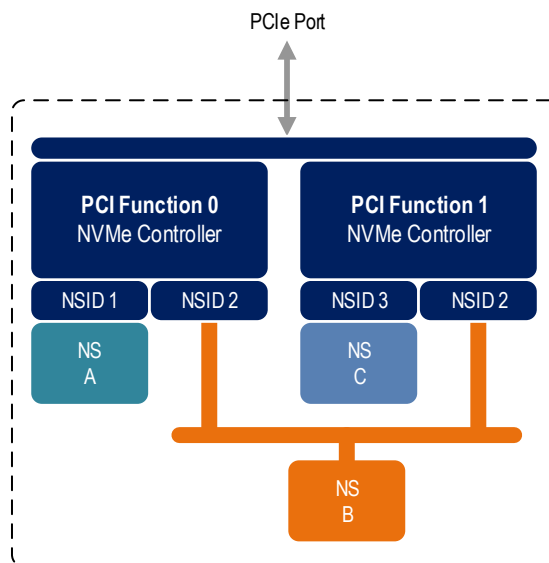 PCIe Port
PCI Function 0
NVMe Controller
PCI Function 1
NVMe Controller
NSID 1
NSID 2
NSID 3
NSID 2
NS
A
NS
C
NS
B